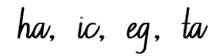 ha, ic, eg, ta